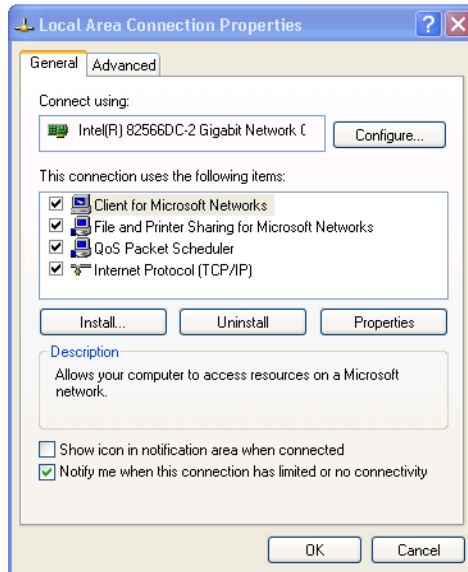 Local Area Connection Properties
General Advanced
Connect using:
Intel(R) 82566DC-2 Gigabit Network C
Configure...
This connection uses the following items:
Client for Microsoft Networks
File and Printer Sharing for Microsoft Networks
QoS Packet Scheduler
Internet Protocol (TCP/IP)
Install... Uninstall Properties
Description
Allows your computer to access resources on a Microsoft
network.
Show icon in notification area when connected
Notify me when this connection has limited or no connectivity
OK Cancel